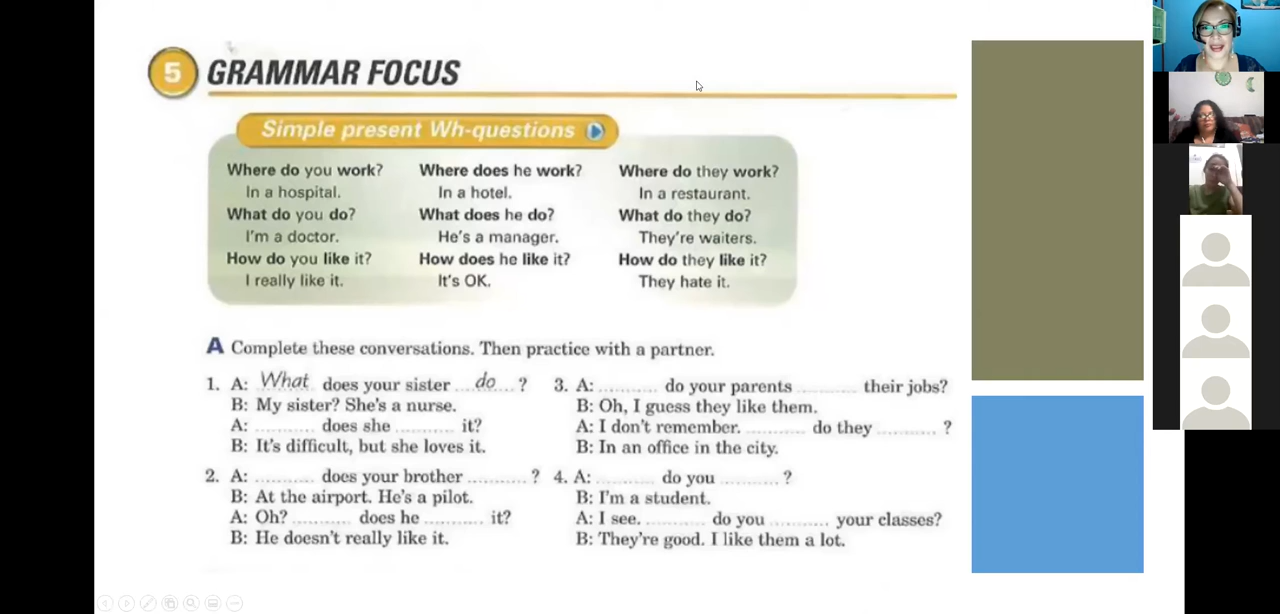 5 GRAMMAR FOCUS
Simple present Wh-questions
Where do you work? Where does he work? Where do they work?
In a hospital. In a hotel. In a restaurant.
What do you do? What does he do? What do they do?
I'm a doctor. He's a manager. They're waiters.
How do you like it? How does he like it? How do they like it?
I really like it. It's OK. They hate it.
A Complete these conversations. Then practice with a partner.
1. A: What does your sister do ?
B: My sister? She's a nurse.
A: ............ does she ............ it?
B: It's difficult, but she loves it.
2. A: ............ does your brother ............ ?
B: At the airport. He's a pilot.
A: Oh? ............ does he ............ it?
B: He doesn't really like it.
3. A: ............ do your parents ............ their jobs?
B: Oh, I guess they like them.
A: I don't remember. ............ do they ............ ?
B: In an office in the city.
4. A: ............ do you ............ ?
B: I'm a student.
A: I see. ............ do you ............ your classes?
B: They're good. I like them a lot.